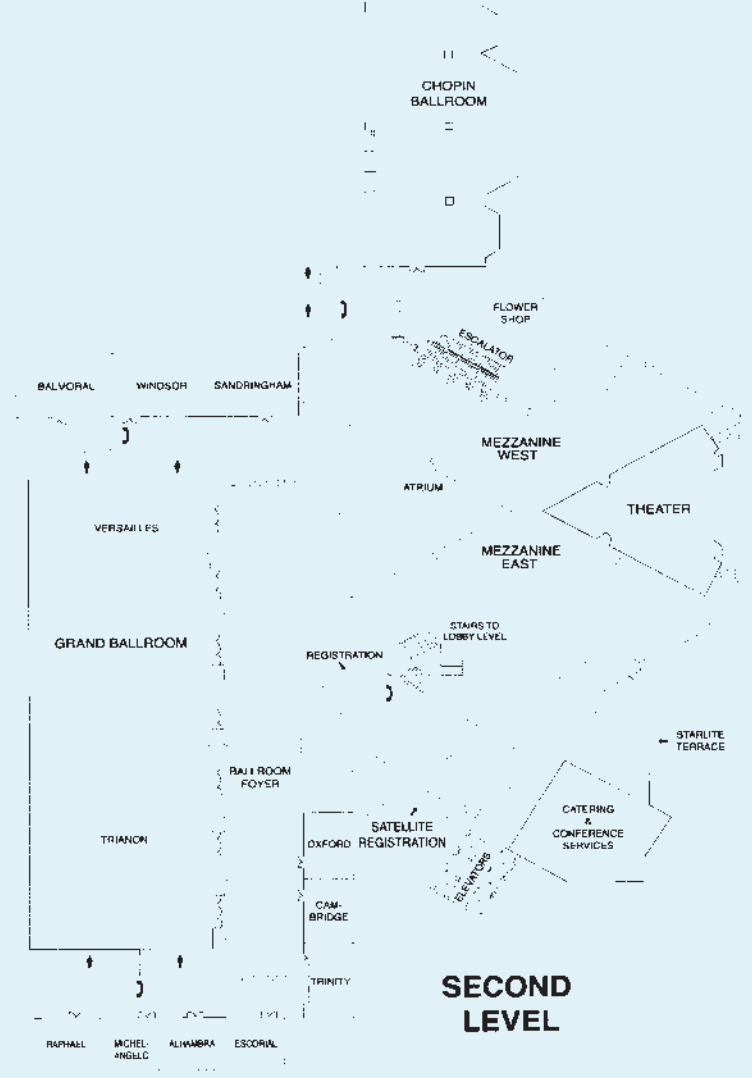 CHOPIN
BALLROOM
FLOWER
SHOP
ESCALATOR
BALVORAL
WINDSOR
SANDRINGHAM
MEZZANINE
WEST
ATRIUM
THEATER
VERSAILLES
MEZZANINE
EAST
GRAND BALLROOM
STAIRS TO
LOBBY LEVEL
REGISTRATION
STARLITE
TERRACE
BALLROOM
FOYER
CATERING
&
CONFERENCE
SERVICES
TRIANON
SATELLITE
REGISTRATION
OXFORD
ELEVATORS
CAM-
BRIDGE
TRINITY
SECOND
LEVEL
RAPHAEL
MICHEL-
ANGELO
ALHAMBRA
ESCORIAL